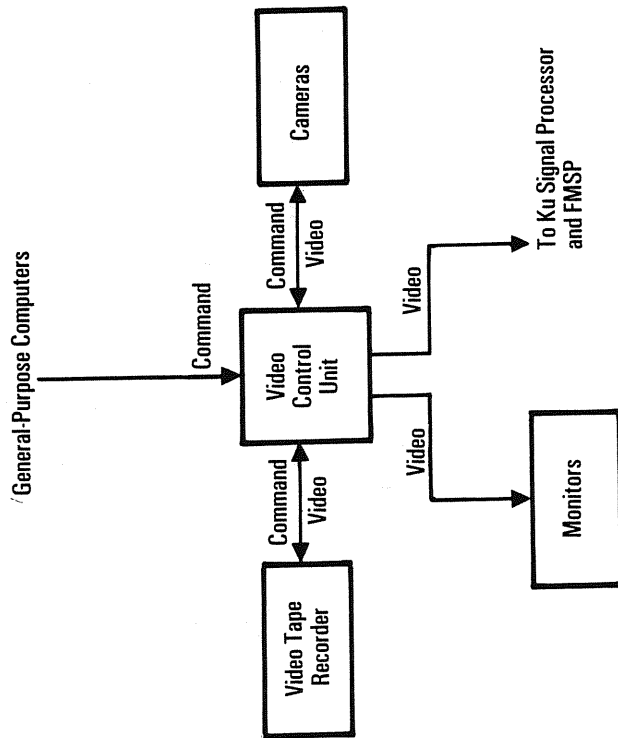 General-Purpose Computers
Command
Video Tape
Recorder
Command
Video
Video
Control
Unit
Command
Video
Cameras
Video
Video
Monitors
To Ku Signal Processor
and FMSP